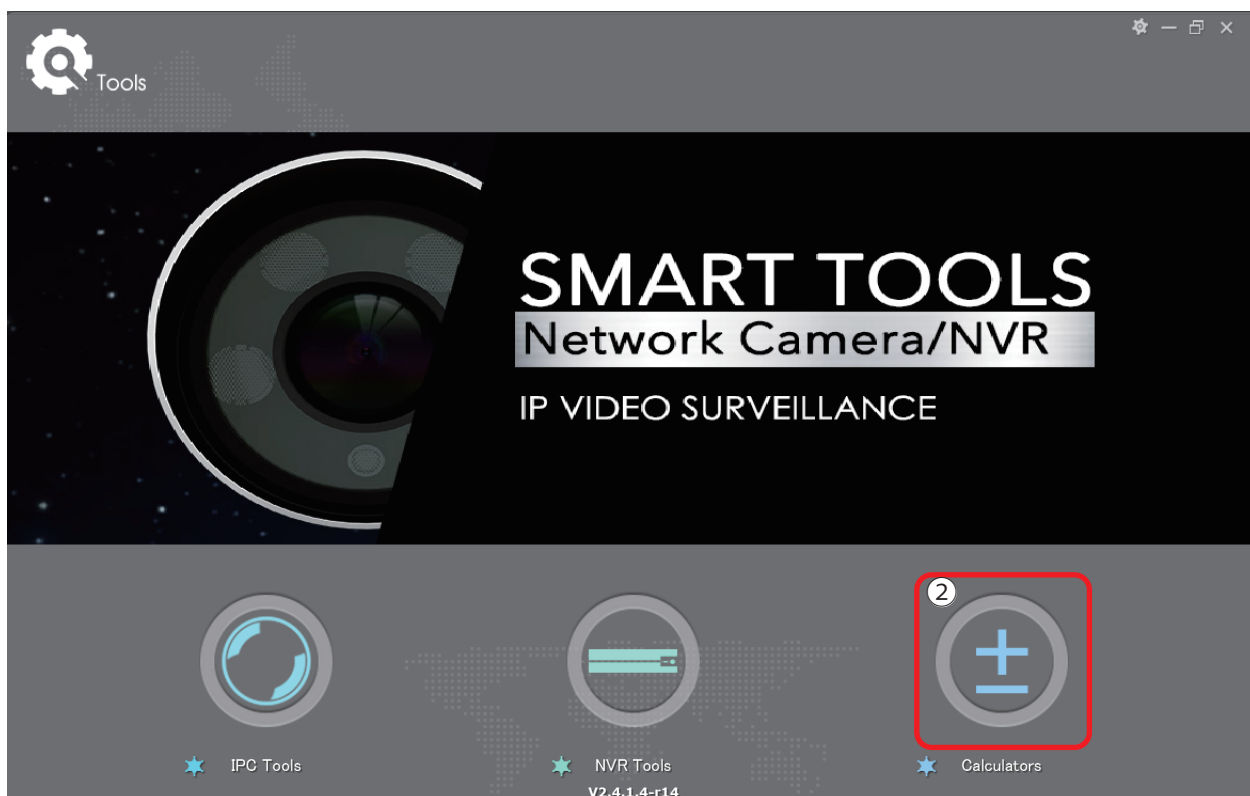 Tools
SMART TOOLS
Network Camera/NVR
IP VIDEO SURVEILLANCE
2
IPC Tools
NVR Tools
Calculators
V2.4.1.4-r14